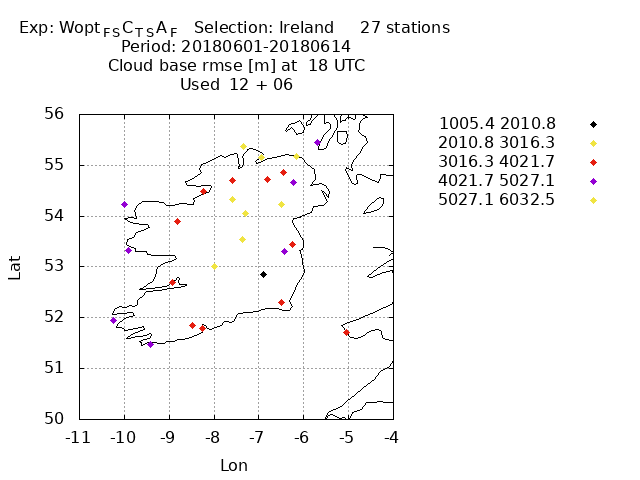 Exp: Wopt FS C TS A F Selection: Ireland 27 stations
Period: 20180601-20180614
Cloud base rmse [m] at 18 UTC
Used 12 + 06
1005.4 2010.8
2010.8 3016.3
3016.3 4021.7
4021.7 5027.1
5027.1 6032.5
56
55
54
53
52
51
50
Lat
-11 -10 -9 -8 -7 -6 -5 -4
Lon